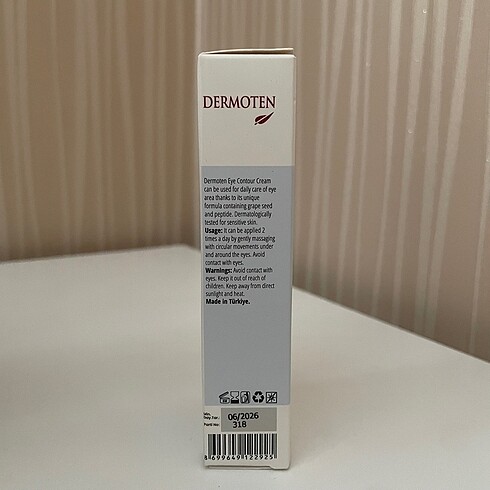 DERMOTEN
Dermoten Eye Contour Cream
can be used for daily care of eye
area thanks to its unique
formula containing grape seed
and peptide. Dermatologically
tested for sensitive skin.
Usage: It can be applied 2
times a day by gently massaging
with circular movements under
and around the eyes. Avoid
contact with eyes.
Warnings: Avoid contact with
eyes. Keep it out of reach of
children. Keep away from direct
sunlight and heat.
Made in Türkiye.
06/2026
318
8 699649 122925